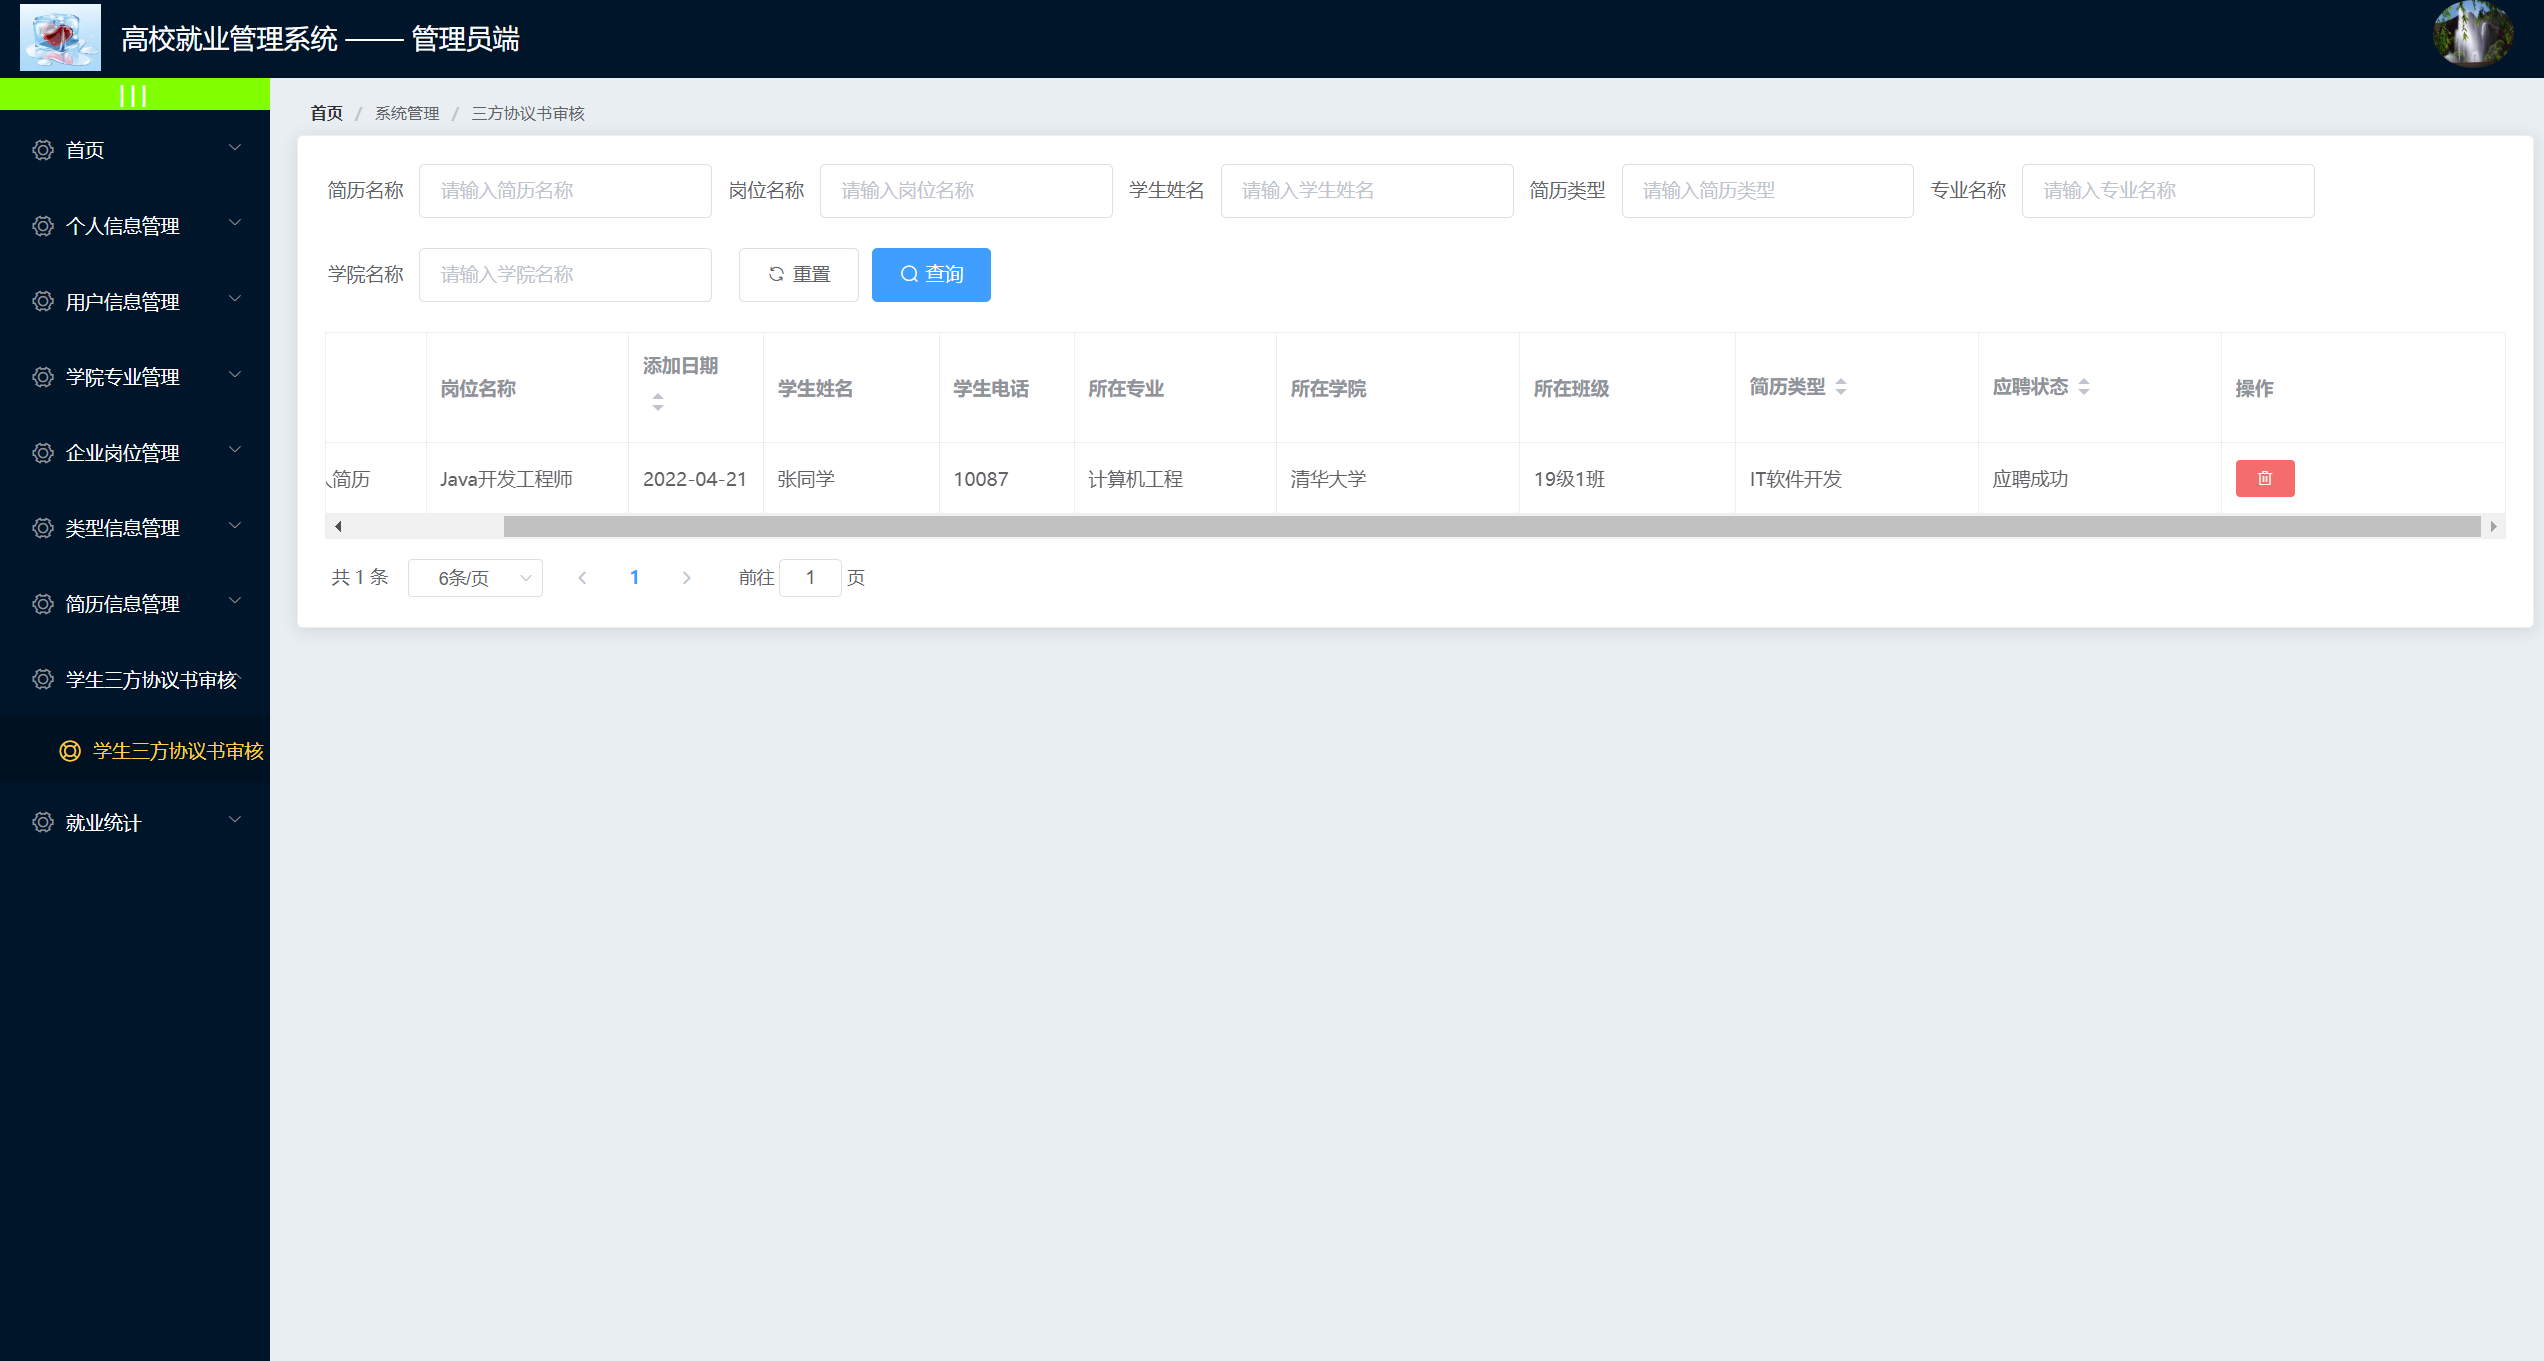 高校就业管理系统 —— 管理员端
|||
首页
个人信息管理
用户信息管理
学院专业管理
企业岗位管理
类型信息管理
简历信息管理
学生三方协议书审核
学生三方协议书审核
就业统计
首页 / 系统管理 / 三方协议书审核
简历名称 请输入简历名称 岗位名称 请输入岗位名称 学生姓名 请输入学生姓名 简历类型 请输入简历类型 专业名称 请输入专业名称
学院名称 请输入学院名称 重置 查询
岗位名称 添加日期 学生姓名 学生电话 所在专业 所在学院 所在班级 简历类型 应聘状态 操作
简历 Java开发工程师 2022-04-21 张同学 10087 计算机工程 清华大学 19级1班 IT软件开发 应聘成功
共 1 条 6条/页 1 前往 1 页